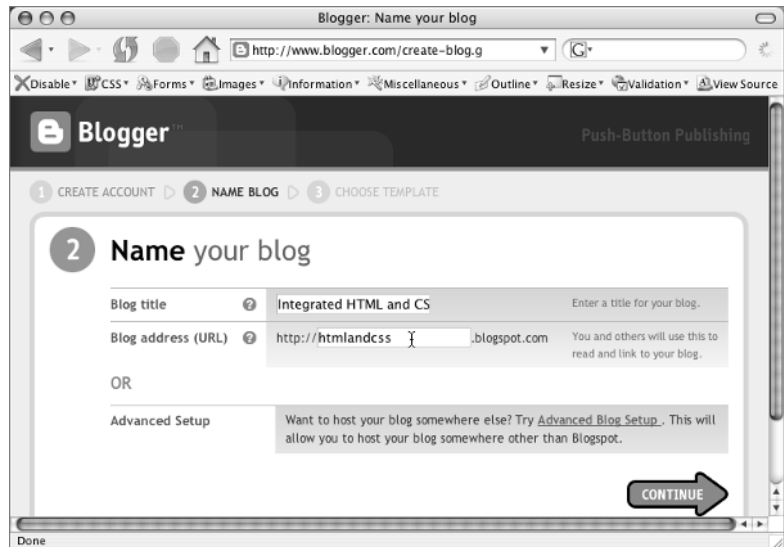 Blogger: Name your blog
http://www.blogger.com/create-blog.g G
Disable CSS Forms Images Information Miscellaneous Outline Resize Validation View Source
Blogger™ Push-Button Publishing
1 CREATE ACCOUNT 2 NAME BLOG 3 CHOOSE TEMPLATE
2 Name your blog
Blog title ? Integrated HTML and CS Enter a title for your blog.
Blog address (URL) ? http:// htmlandcss .blogspot.com You and others will use this to
read and link to your blog.
OR
Advanced Setup Want to host your blog somewhere else? Try Advanced Blog Setup . This will
allow you to host your blog somewhere other than Blogspot.
CONTINUE
Done